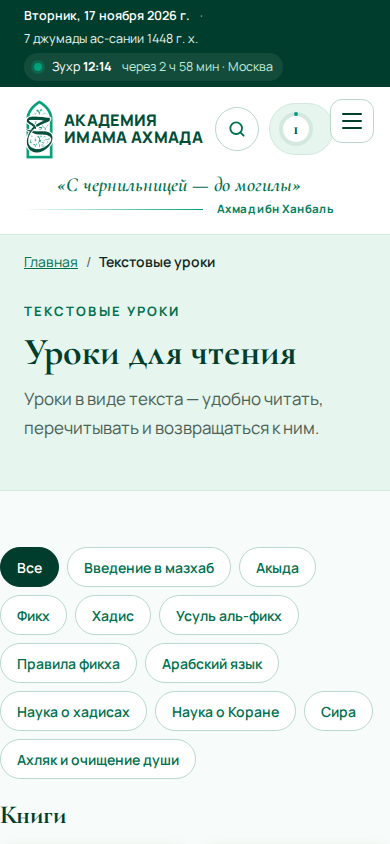 Вторник, 17 ноября 2026 г. ·
7 джумады ас-сании 1448 г. х.
Зухр 12:14 через 2 ч 58 мин · Москва
АКАДЕМИЯ
ИМАМА АХМАДА
1
«С чернильницей — до могилы»
Ахмад ибн Ханбаль
Главная / Текстовые уроки
ТЕКСТОВЫЕ УРОКИ
Уроки для чтения
Уроки в виде текста — удобно читать,
перечитывать и возвращаться к ним.
Все Введение в мазхаб Акыда
Фикх Хадис Усуль аль-фикх
Правила фикха Арабский язык
Наука о хадисах Наука о Коране Сира
Ахляк и очищение души
Книги